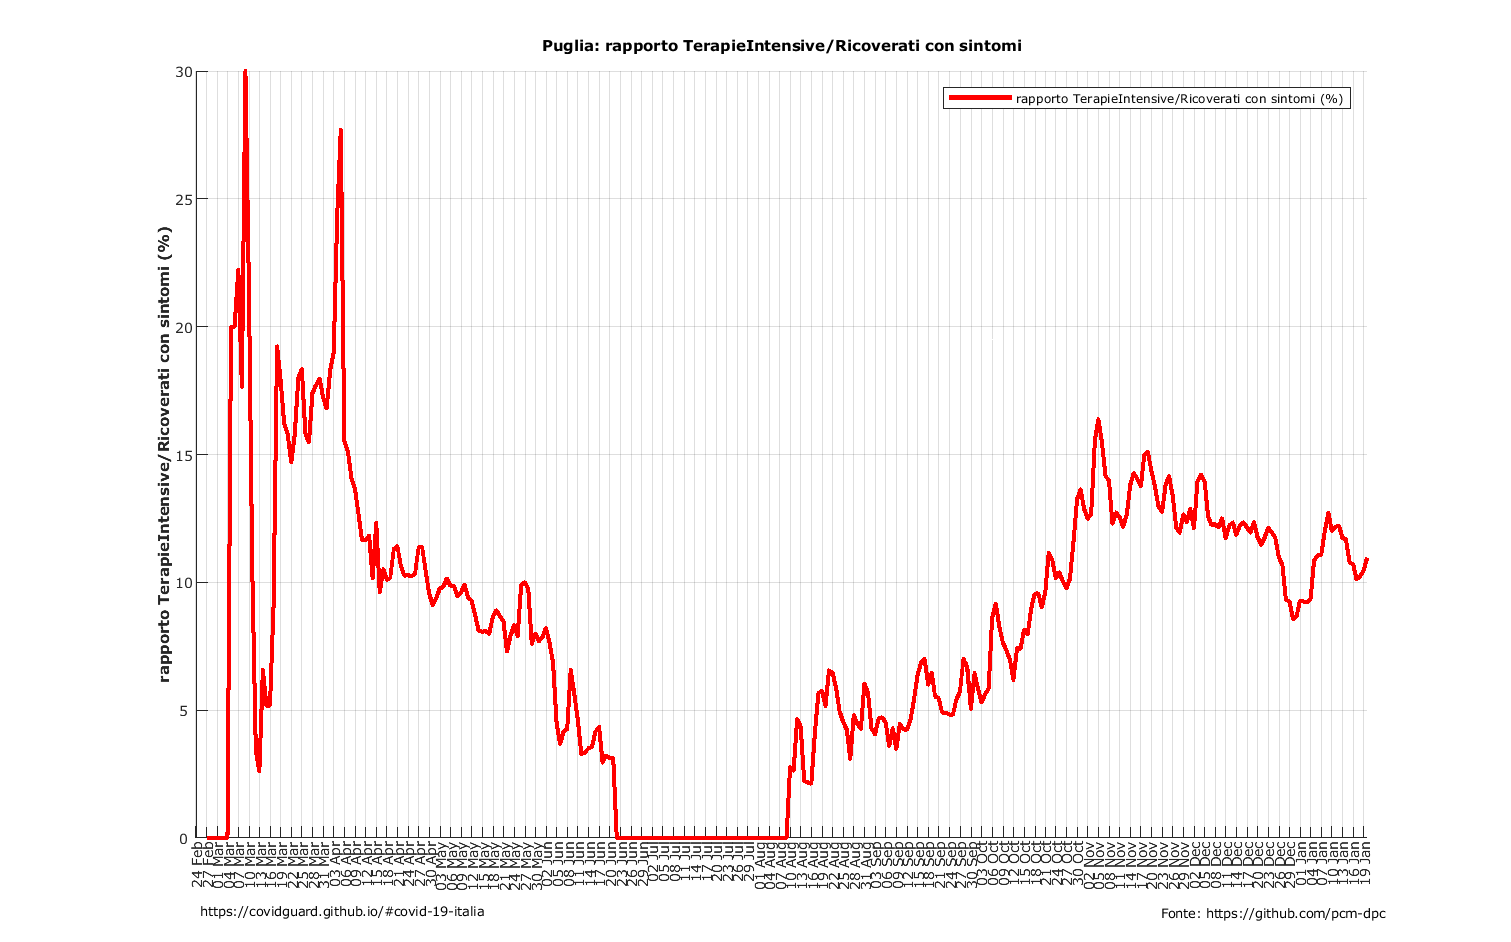 Puglia: rapporto TerapieIntensive/Ricoverati con sintomi
rapporto TerapieIntensive/Ricoverati con sintomi (%)
rapporto TerapieIntensive/Ricoverati con sintomi (%)
30
25
20
15
10
5
0
24 Feb
27 Feb
01 Mar
04 Mar
07 Mar
10 Mar
13 Mar
16 Mar
19 Mar
22 Mar
25 Mar
28 Mar
31 Mar
03 Apr
06 Apr
09 Apr
12 Apr
15 Apr
18 Apr
21 Apr
24 Apr
27 Apr
30 Apr
03 May
06 May
09 May
12 May
15 May
18 May
21 May
24 May
27 May
30 May
02 Jun
05 Jun
08 Jun
11 Jun
14 Jun
17 Jun
20 Jun
23 Jun
26 Jun
29 Jun
02 Jul
05 Jul
08 Jul
11 Jul
14 Jul
17 Jul
20 Jul
23 Jul
26 Jul
29 Jul
01 Aug
04 Aug
07 Aug
10 Aug
13 Aug
16 Aug
19 Aug
22 Aug
25 Aug
28 Aug
31 Aug
03 Sep
06 Sep
09 Sep
12 Sep
15 Sep
18 Sep
21 Sep
24 Sep
27 Sep
30 Sep
03 Oct
06 Oct
09 Oct
12 Oct
15 Oct
18 Oct
21 Oct
24 Oct
27 Oct
30 Oct
02 Nov
05 Nov
08 Nov
11 Nov
14 Nov
17 Nov
20 Nov
23 Nov
26 Nov
29 Nov
02 Dec
05 Dec
08 Dec
11 Dec
14 Dec
17 Dec
20 Dec
23 Dec
26 Dec
29 Dec
01 Jan
04 Jan
07 Jan
10 Jan
13 Jan
16 Jan
19 Jan
https://covidguard.github.io/#covid-19-italia
Fonte: https://github.com/pcm-dpc